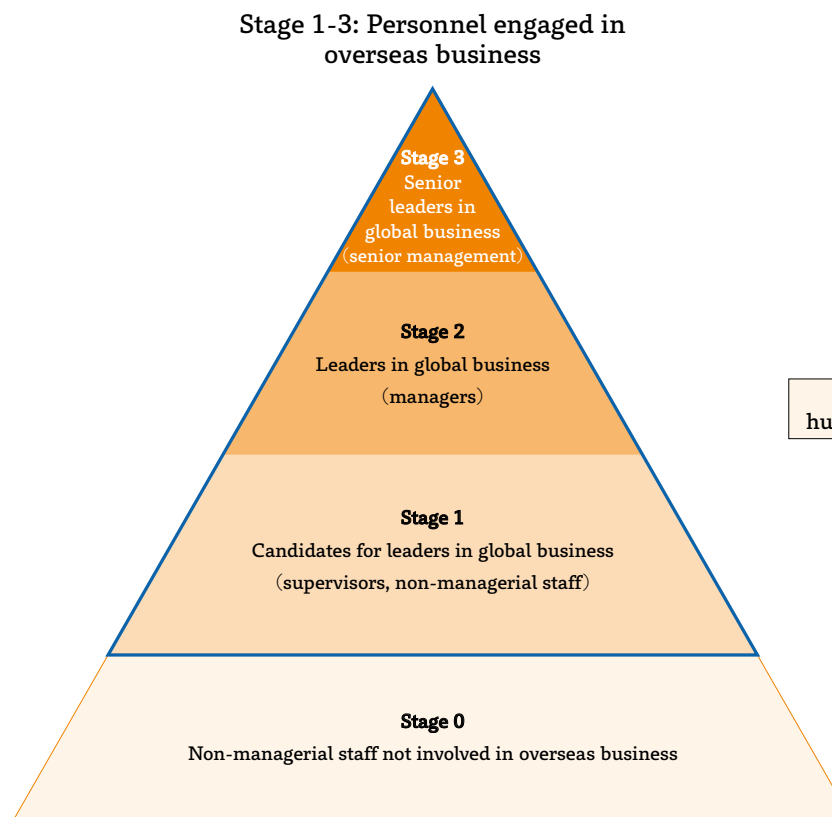 Stage 1-3: Personnel engaged in
overseas business
Stage 3
Senior
leaders in
global business
（senior management）
Stage 2
Leaders in global business
（managers）
hu
Stage 1
Candidates for leaders in global business
（supervisors, non-managerial staff）
Stage 0
Non-managerial staff not involved in overseas business